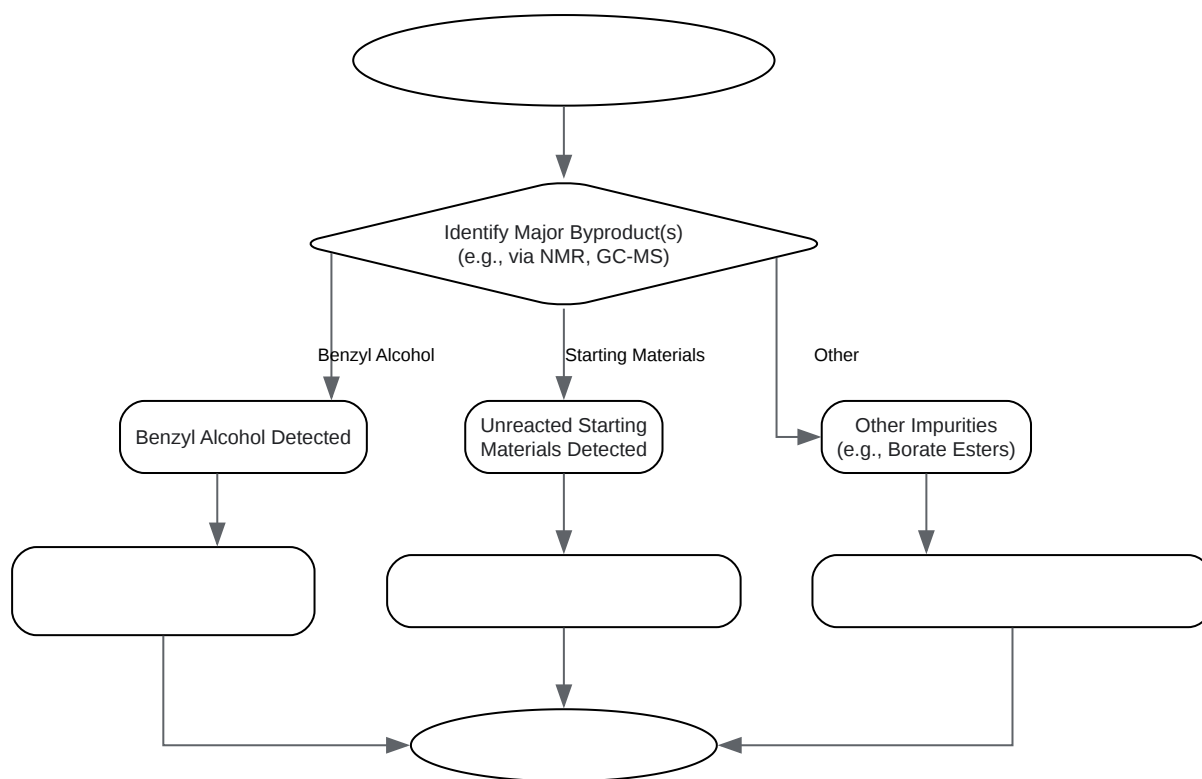 Identify Major Byproduct(s)
(e.g., via NMR, GC-MS)
Benzyl Alcohol
Starting Materials
Other
Benzyl Alcohol Detected
Unreacted Starting
Materials Detected
Other Impurities
(e.g., Borate Esters)